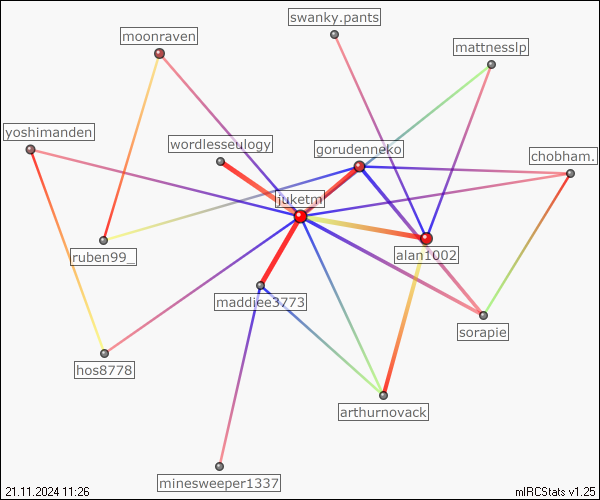 swanky.pants
moonraven
mattnesslp
yoshimanden
wordlesseulogy
gorudenneko
chobham.
juketm
ruben99_
alan1002
maddiee3773
sorapie
hos8778
arthurnovack
minesweeper1337
21.11.2024 11:26
mIRCStats v1.25